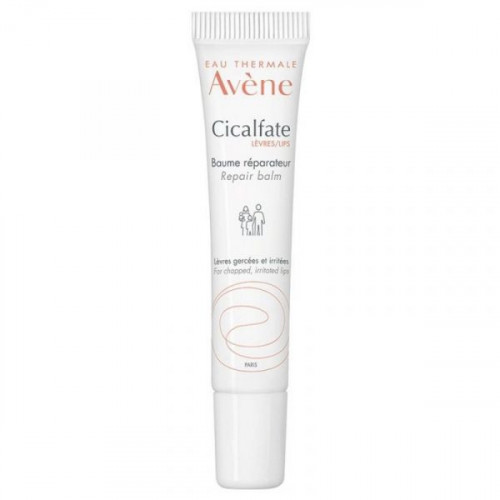 EAU THERMALE
Avène
Cicalfate
LÈVRES/LIPS
Baume réparateur
Repair balm
Lèvres gercées et irritées
For chapped, irritated lips
PARIS